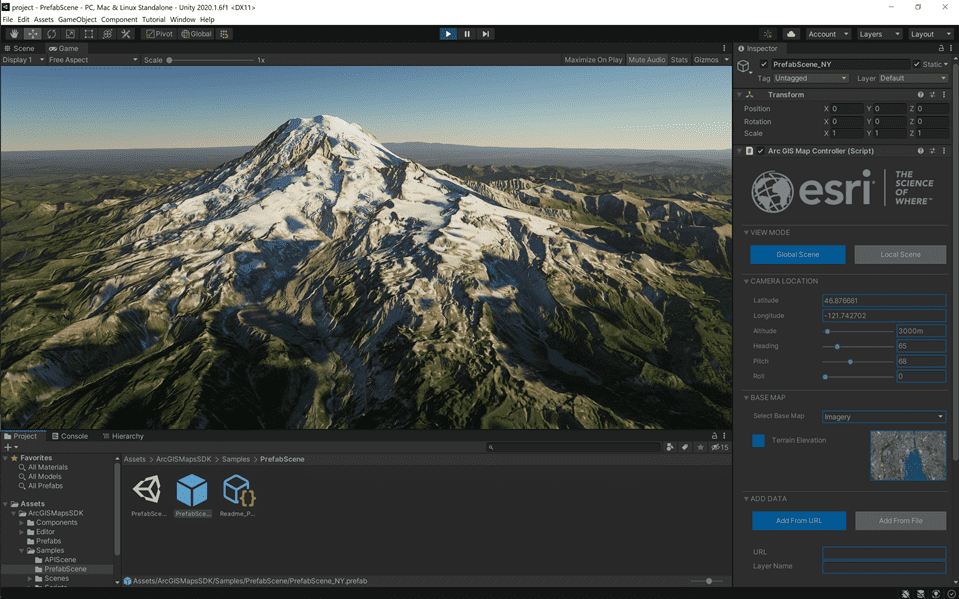 project - PrefabScene - PC, Mac & Linux Standalone - Unity 2020.1.6f1 <DX11>
File Edit Assets GameObject Component Tutorial Window Help
Pivot Global Account Layers Layout
Scene Game
Display 1 Free Aspect Scale 1x Maximize On Play Mute Audio Stats Gizmos
Inspector
PrefabScene_NY Static
Tag Untagged Layer Default
Transform
Position X 0 Y 0 Z 0
Rotation X 0 Y 0 Z 0
Scale X 1 Y 1 Z 1
Arc GIS Map Controller (Script)
esri
THE
SCIENCE
OF
WHERE™
VIEW MODE
Global Scene Local Scene
CAMERA LOCATION
Latitude 46.876681
Longitude -121.742702
Altitude 3000m
Heading 65
Pitch 68
Roll 0
BASE MAP
Select Base Map Imagery
Terrain Elevation
ADD DATA
Add From URL Add From File
URL
Layer Name
Project Console Hierarchy
15
Favorites
All Materials
All Models
All Prefabs
Assets
ArcGISMapsSDK
Components
Editor
Prefabs
Samples
APIScene
PrefabScene
Scenes
Assets > ArcGISMapsSDK > Samples > PrefabScene
PrefabSce... PrefabSce... Readme_P...
Assets/ArcGISMapsSDK/Samples/PrefabScene/PrefabScene_NY.prefab